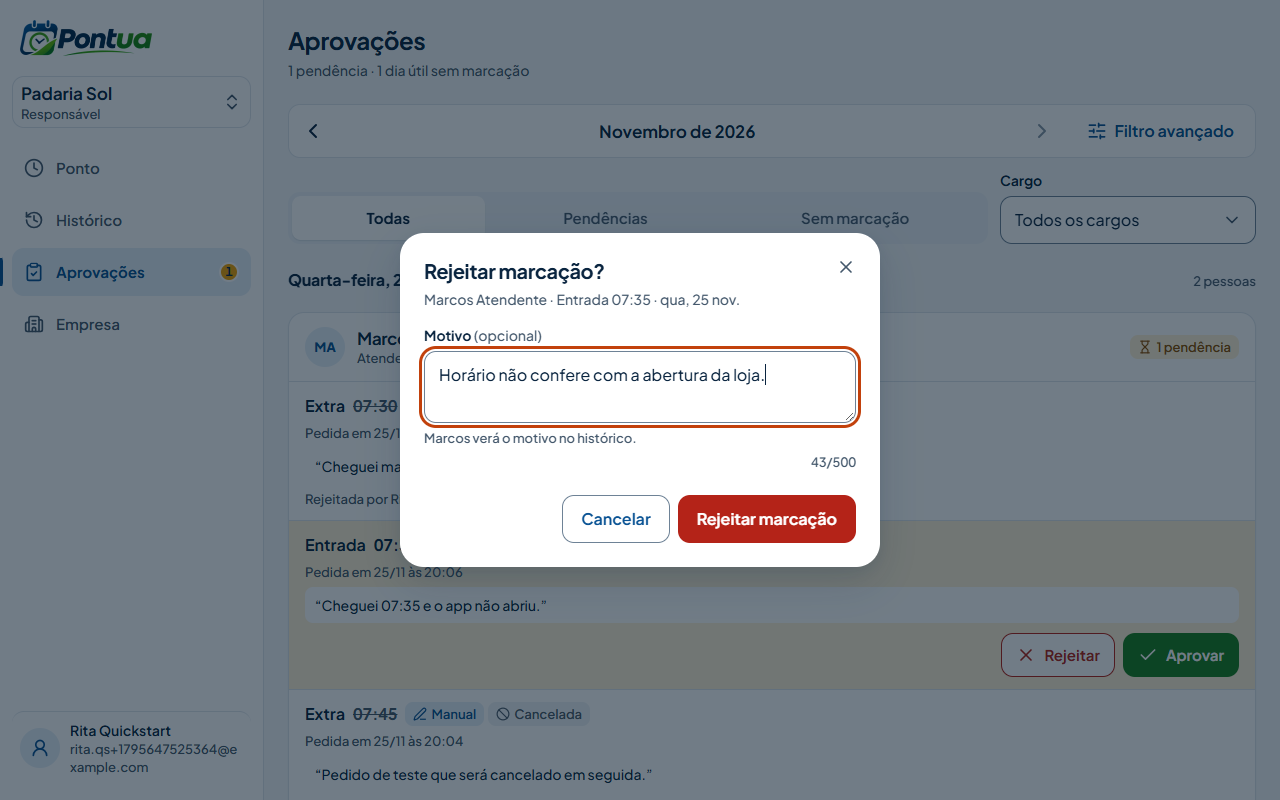 Pontua
Padaria Sol
Responsável
Ponto
Histórico
Aprovações
1
Empresa
Rita Quickstart
rita.qs+1795647525364@e
xample.com
Aprovações
1 pendência · 1 dia útil sem marcação
Novembro de 2026
Filtro avançado
Todas
Pendências
Sem marcação
Cargo
Todos os cargos
Quarta-feira, 2
2 pessoas
MA
Marc
Atende
1 pendência
Extra 07:30
Pedida em 25/1
“Cheguei ma
Rejeitada por R
Rejeitar marcação?
Marcos Atendente · Entrada 07:35 · qua, 25 nov.
Motivo (opcional)
Horário não confere com a abertura da loja.
Marcos verá o motivo no histórico.
43/500
Cancelar
Rejeitar marcação
Entrada 07:
Pedida em 25/11 às 20:06
“Cheguei 07:35 e o app não abriu.”
Rejeitar
Aprovar
Extra 07:45 Manual Cancelada
Pedida em 25/11 às 20:04
“Pedido de teste que será cancelado em seguida.”